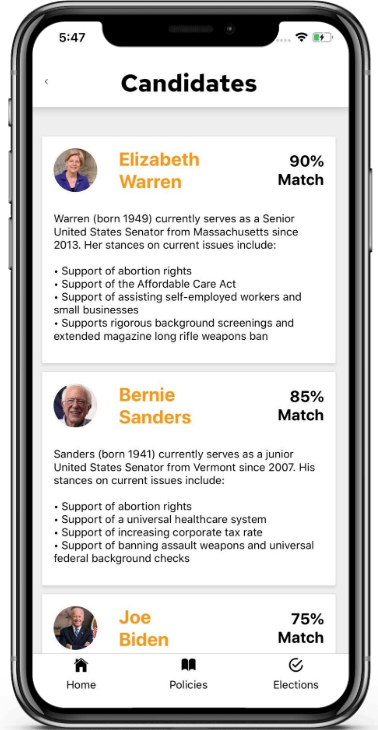 5:47
Candidates
Elizabeth
Warren
90%
Match
Warren (born 1949) currently serves as a Senior
United States Senator from Massachusetts since
2013. Her stances on current issues include:
• Support of abortion rights
• Support of the Affordable Care Act
• Support of assisting self-employed workers and
small businesses
• Supports rigorous background screenings and
extended magazine long rifle weapons ban
Bernie
Sanders
85%
Match
Sanders (born 1941) currently serves as a junior
United States Senator from Vermont since 2007. His
stances on current issues include:
• Support of abortion rights
• Support of a universal healthcare system
• Support of increasing corporate tax rate
• Support of banning assault weapons and universal
federal background checks
Joe
Biden
75%
Match
Home
Policies
Elections